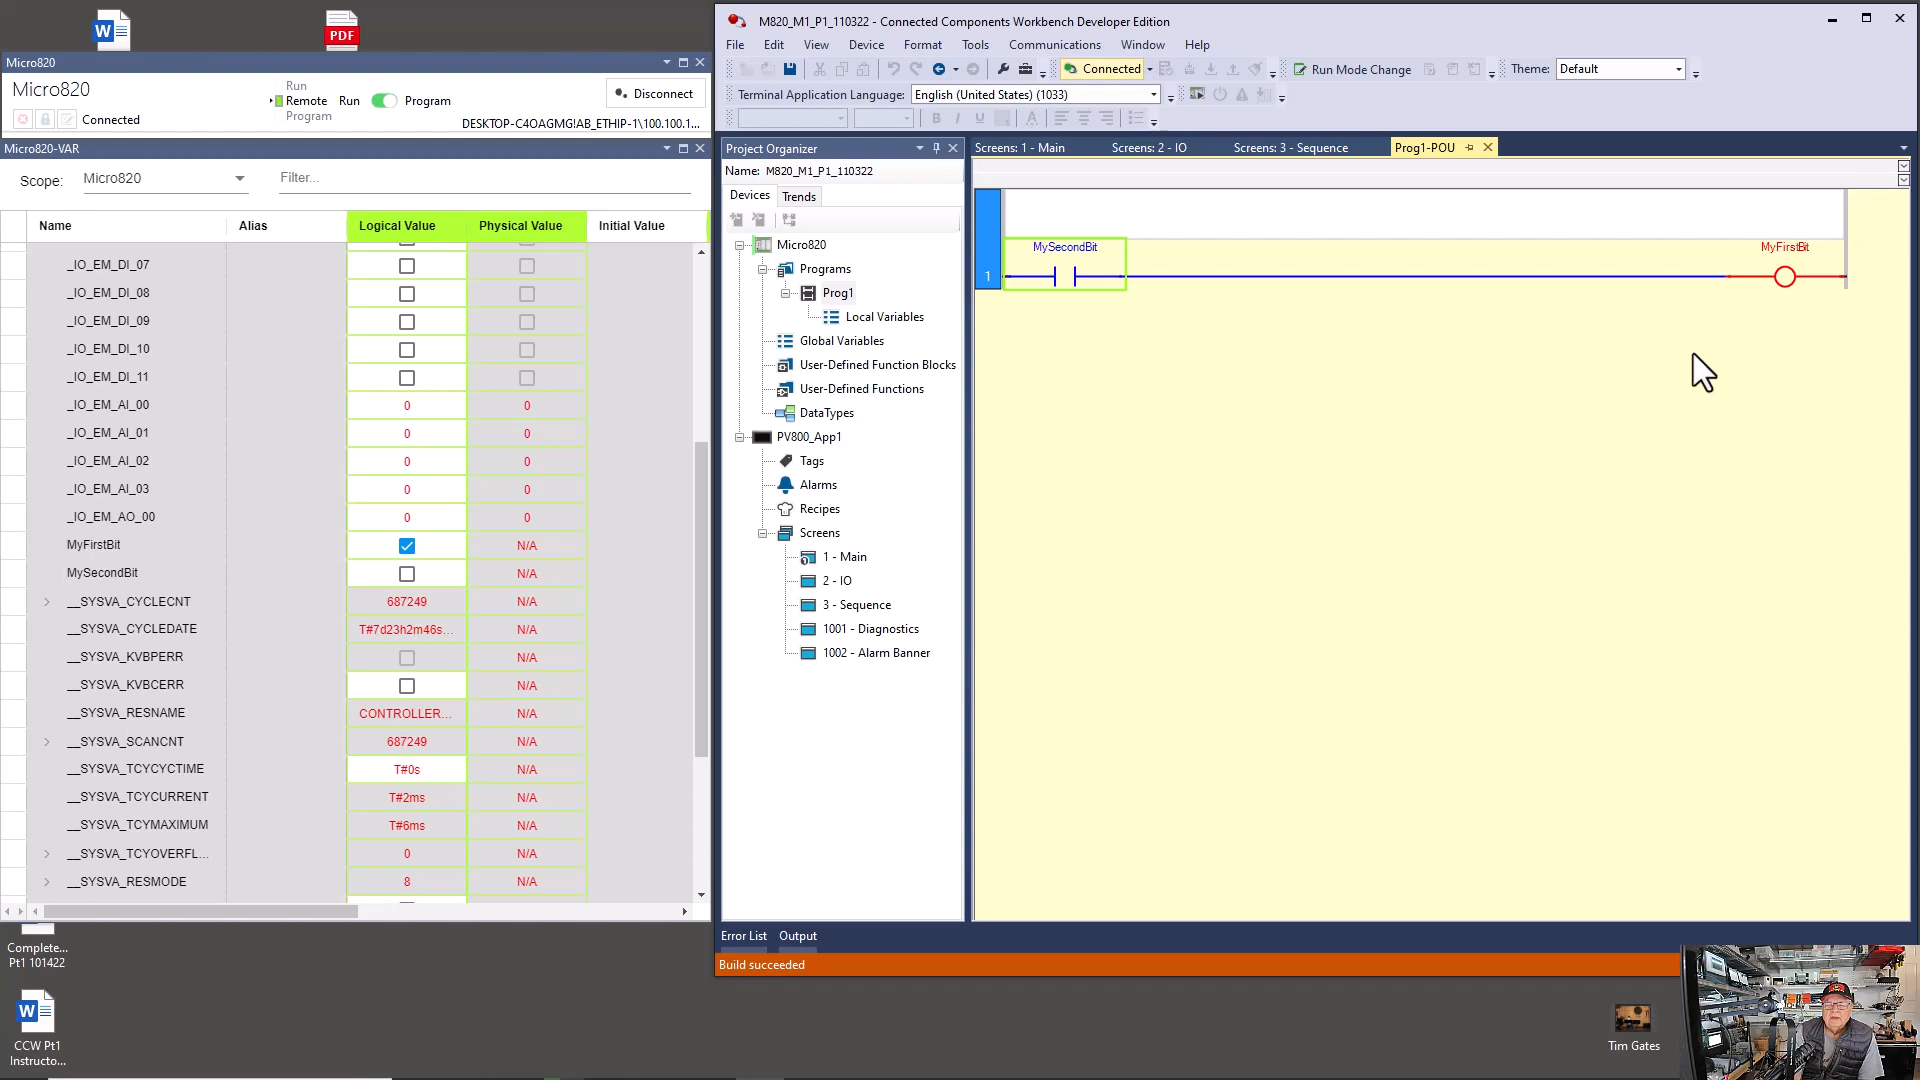 W
PDF
Micro820
Micro820
Run
Remote
Program
Run
Program
Disconnect
Connected
DESKTOP-C4OAGMG!AB_ETHIP-1\100.100.1...
Micro820-VAR
Scope:
Micro820
Filter...
Name
Alias
Logical Value
Physical Value
Initial Value
_IO_EM_DI_07
_IO_EM_DI_08
_IO_EM_DI_09
_IO_EM_DI_10
_IO_EM_DI_11
_IO_EM_AI_00 0 0
_IO_EM_AI_01 0 0
_IO_EM_AI_02 0 0
_IO_EM_AI_03 0 0
_IO_EM_AO_00 0 0
MyFirstBit N/A
MySecondBit N/A
__SYSVA_CYCLECNT 687249 N/A
__SYSVA_CYCLEDATE T#7d23h2m46s... N/A
__SYSVA_KVBPERR N/A
__SYSVA_KVBCERR N/A
__SYSVA_RESNAME CONTROLLER... N/A
__SYSVA_SCANCNT 687249 N/A
__SYSVA_TCYCYCTIME T#0s N/A
__SYSVA_TCYCURRENT T#2ms N/A
__SYSVA_TCYMAXIMUM T#6ms N/A
__SYSVA_TCYOVERFL... 0 N/A
__SYSVA_RESMODE 8 N/A
Complete...
Pt1 101422
W
CCW Pt1
Instructo...
M820_M1_P1_110322 - Connected Components Workbench Developer Edition
File Edit View Device Format Tools Communications Window Help
Connected
Run Mode Change
Theme:
Default
Terminal Application Language:
English (United States) (1033)
B I U A
Project Organizer
Name: M820_M1_P1_110322
Devices
Trends
Micro820
Programs
Prog1
Local Variables
Global Variables
User-Defined Function Blocks
User-Defined Functions
DataTypes
PV800_App1
Tags
Alarms
Recipes
Screens
1 - Main
2 - IO
3 - Sequence
1001 - Diagnostics
1002 - Alarm Banner
Screens: 1 - Main
Screens: 2 - IO
Screens: 3 - Sequence
Prog1-POU
MySecondBit
MyFirstBit
1
Error List
Output
Build succeeded
Tim Gates